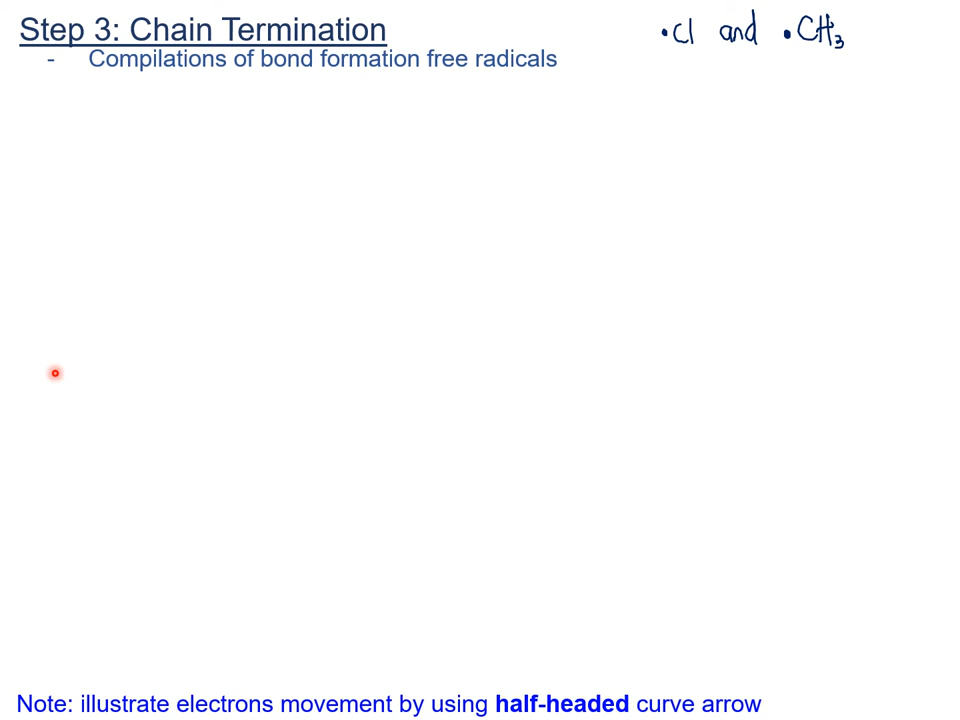 Step 3: Chain Termination
•Cl and •CH₃
- Compilations of bond formation free radicals
Note: illustrate electrons movement by using half-headed curve arrow